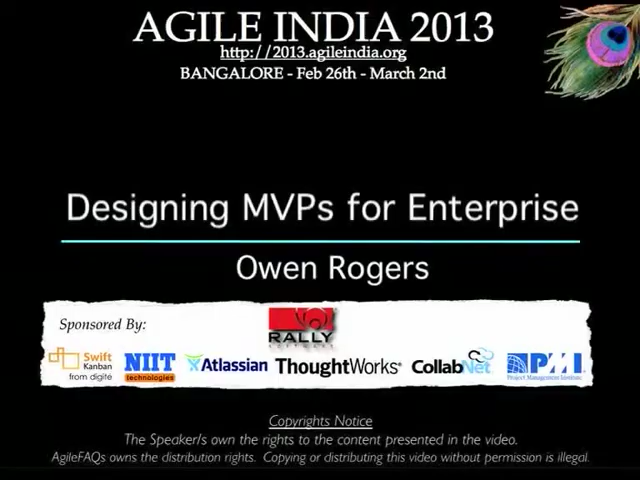 AGILE INDIA 2013
http://2013.agileindia.org
BANGALORE - Feb 26th - March 2nd
Designing MVPs for Enterprise
Owen Rogers
Sponsored By:
RALLY
Swift Kanban from digite
NIIT technologies
Atlassian
ThoughtWorks®
CollabNet
PMI Project Management Institute
Copyrights Notice
The Speaker/s own the rights to the content presented in the video.
AgileFAQs owns the distribution rights. Copying or distributing this video without permission is illegal.